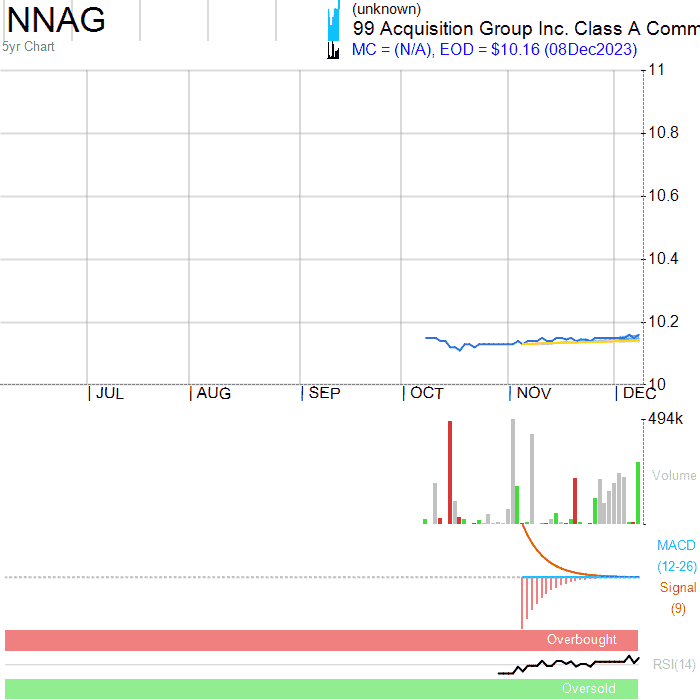 NNAG
5yr Chart
(unknown)
99 Acquisition Group Inc. Class A Comm
MC = (N/A), EOD = $10.16 (08Dec2023)
11
10.8
10.6
10.4
10.2
10
JUL AUG SEP OCT NOV DEC
494k
Volume
MACD
(12-26)
Signal
(9)
Overbought
RSI(14)
Oversold